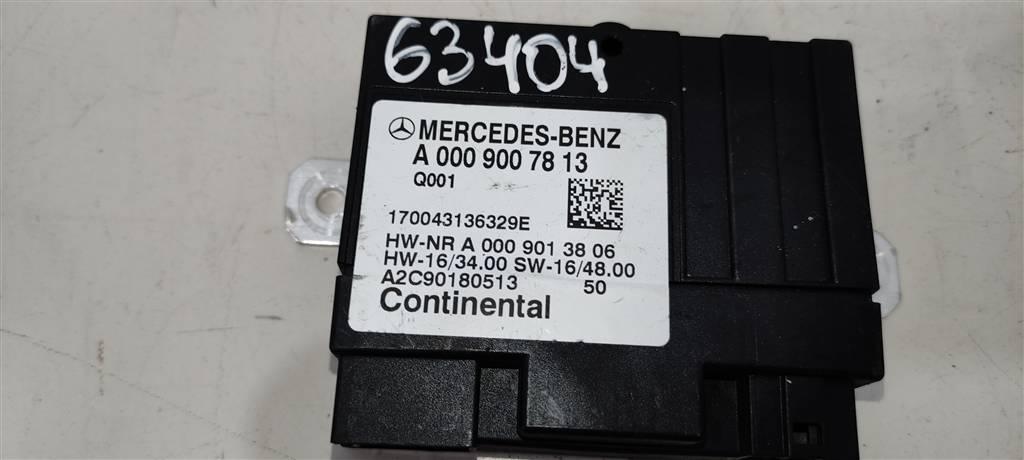 63404
MERCEDES-BENZ
A 000 900 78 13
Q001
170043136329E
HW-NR A 000 901 38 06
HW-16/34.00 SW-16/48.00
A2C90180513 50
Continental